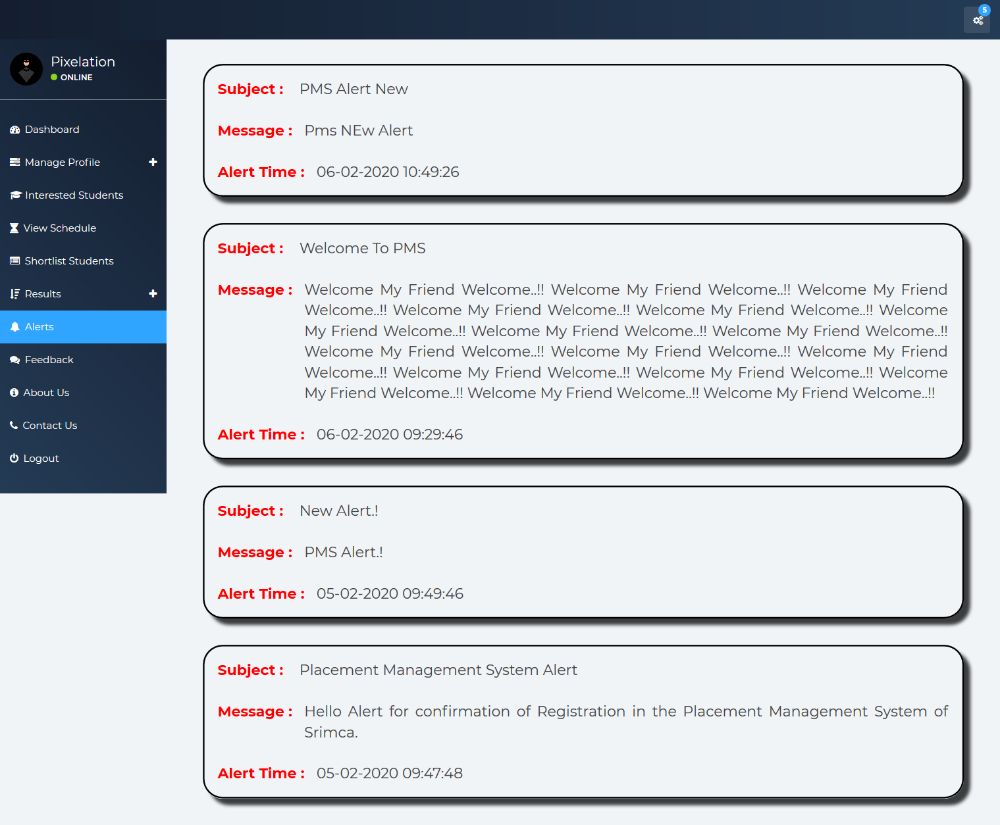 5
Pixelation
ONLINE
Dashboard
Manage Profile
Interested Students
View Schedule
Shortlist Students
Results
Alerts
Feedback
About Us
Contact Us
Logout
Subject : PMS Alert New
Message : Pms NEw Alert
Alert Time : 06-02-2020 10:49:26
Subject : Welcome To PMS
Message : Welcome My Friend Welcome..!! Welcome My Friend Welcome..!! Welcome My Friend
Welcome..!! Welcome My Friend Welcome..!! Welcome My Friend Welcome..!! Welcome
My Friend Welcome..!! Welcome My Friend Welcome..!! Welcome My Friend Welcome..!!
Welcome My Friend Welcome..!! Welcome My Friend Welcome..!! Welcome My Friend
Welcome..!! Welcome My Friend Welcome..!! Welcome My Friend Welcome..!! Welcome
My Friend Welcome..!! Welcome My Friend Welcome..!! Welcome My Friend Welcome..!!
Alert Time : 06-02-2020 09:29:46
Subject : New Alert.!
Message : PMS Alert.!
Alert Time : 05-02-2020 09:49:46
Subject : Placement Management System Alert
Message : Hello Alert for confirmation of Registration in the Placement Management System of
Srimca.
Alert Time : 05-02-2020 09:47:48